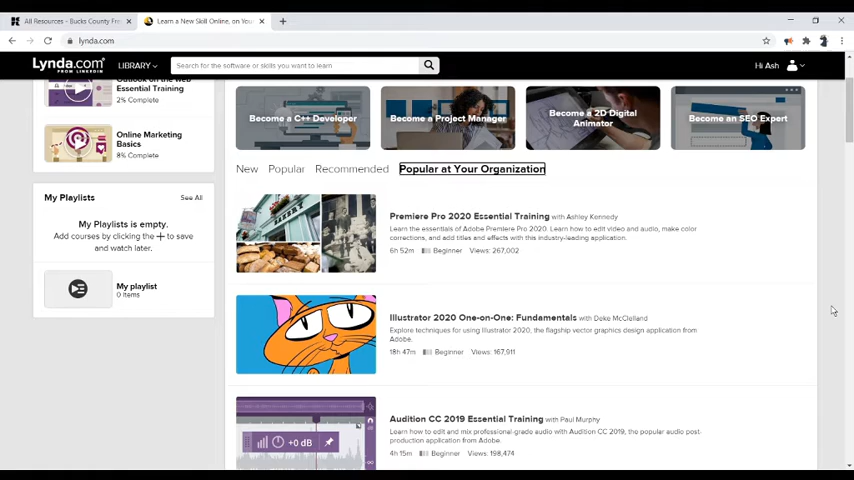 All Resources - Bucks County Fre
Learn a New Skill Online, on You
lynda.com
Lynda.com
FROM LINKEDIN
LIBRARY
Search for the software or skills you want to learn
Hi Ash
Outlook on the Web
Essential Training
2% Complete
Online Marketing
Basics
8% Complete
My Playlists
See All
My Playlists is empty.
Add courses by clicking the + to save
and watch later.
My playlist
0 items
Become a C++ Developer
Become a Project Manager
Become a 2D Digital
Animator
Become an SEO Expert
New
Popular
Recommended
Popular at Your Organization
BAKERY
Premiere Pro 2020 Essential Training with Ashley Kennedy
Learn the essentials of Adobe Premiere Pro 2020. Learn how to edit video and audio, make color
corrections, and add titles and effects with this industry-leading application.
6h 52m
Beginner
Views: 267,002
Illustrator 2020 One-on-One: Fundamentals with Deke McClelland
Explore techniques for using Illustrator 2020, the flagship vector graphics design application from
Adobe.
18h 47m
Beginner
Views: 167,911
Audition CC 2019 Essential Training with Paul Murphy
Learn how to edit and mix professional-grade audio with Audition CC 2019, the popular audio post-
production application from Adobe.
4h 15m
Beginner
Views: 198,474
+0 dB